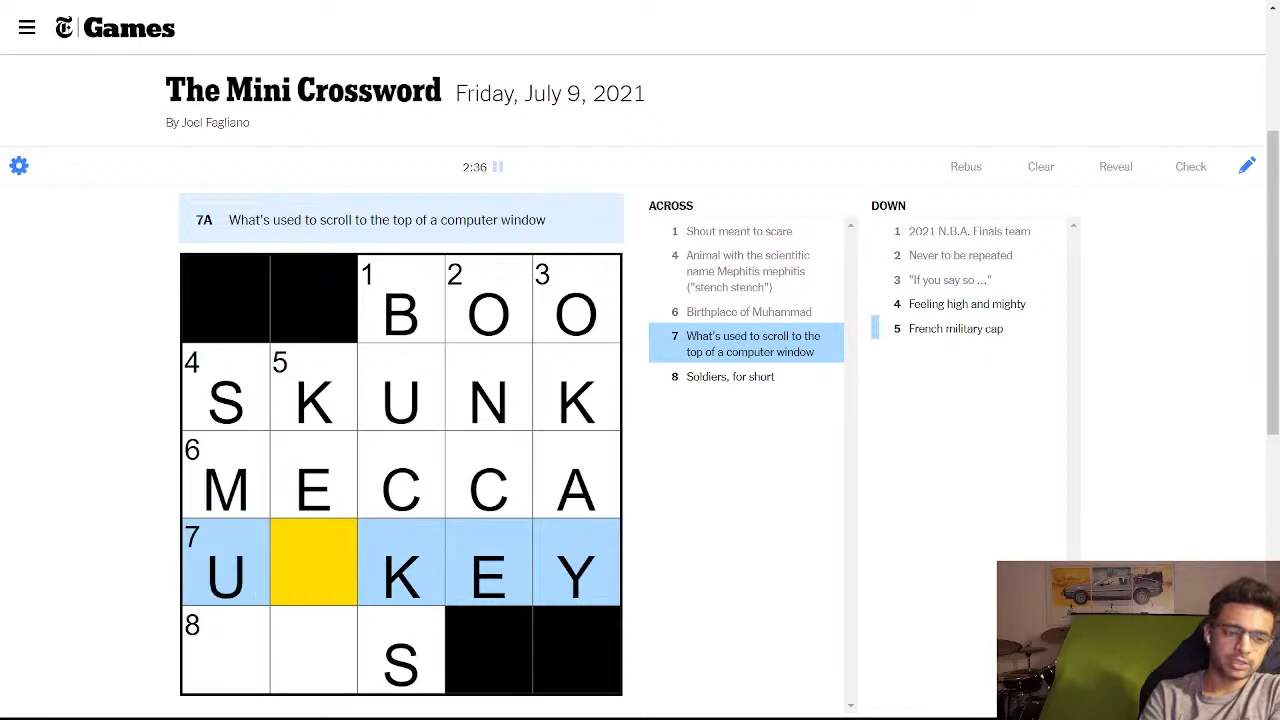 Games
The Mini Crossword Friday, July 9, 2021
By Joel Fagliano
2:36
Rebus Clear Reveal Check
7A What's used to scroll to the top of a computer window
1 B 2 O 3 O
4 S 5 K U N K
6 M E C C A
7 U K E Y
8 S
ACROSS
1 Shout meant to scare
4 Animal with the scientific
name Mephitis mephitis
("stench stench")
6 Birthplace of Muhammad
7 What's used to scroll to the
top of a computer window
8 Soldiers, for short
DOWN
1 2021 N.B.A. Finals team
2 Never to be repeated
3 "If you say so ..."
4 Feeling high and mighty
5 French military cap